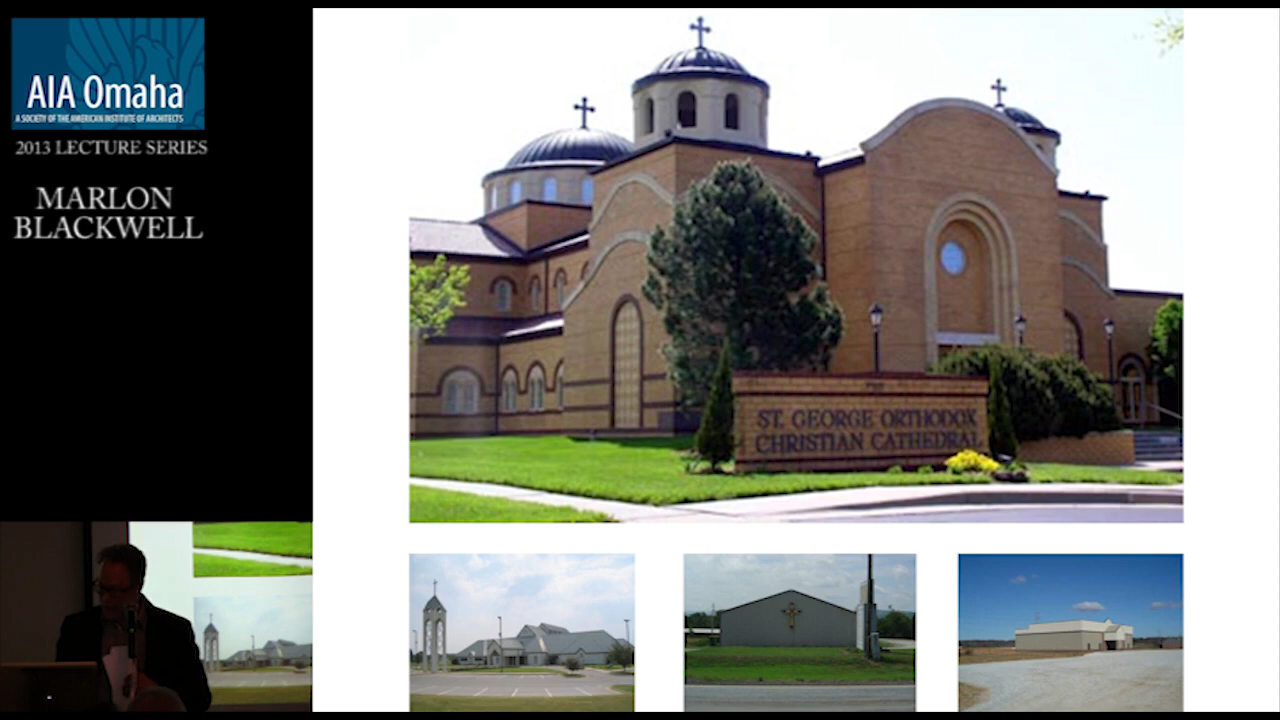 AIA Omaha
A SOCIETY OF THE AMERICAN INSTITUTE OF ARCHITECTS
2013 LECTURE SERIES
MARLON
BLACKWELL
ST. GEORGE ORTHODOX
CHRISTIAN CATHEDRAL